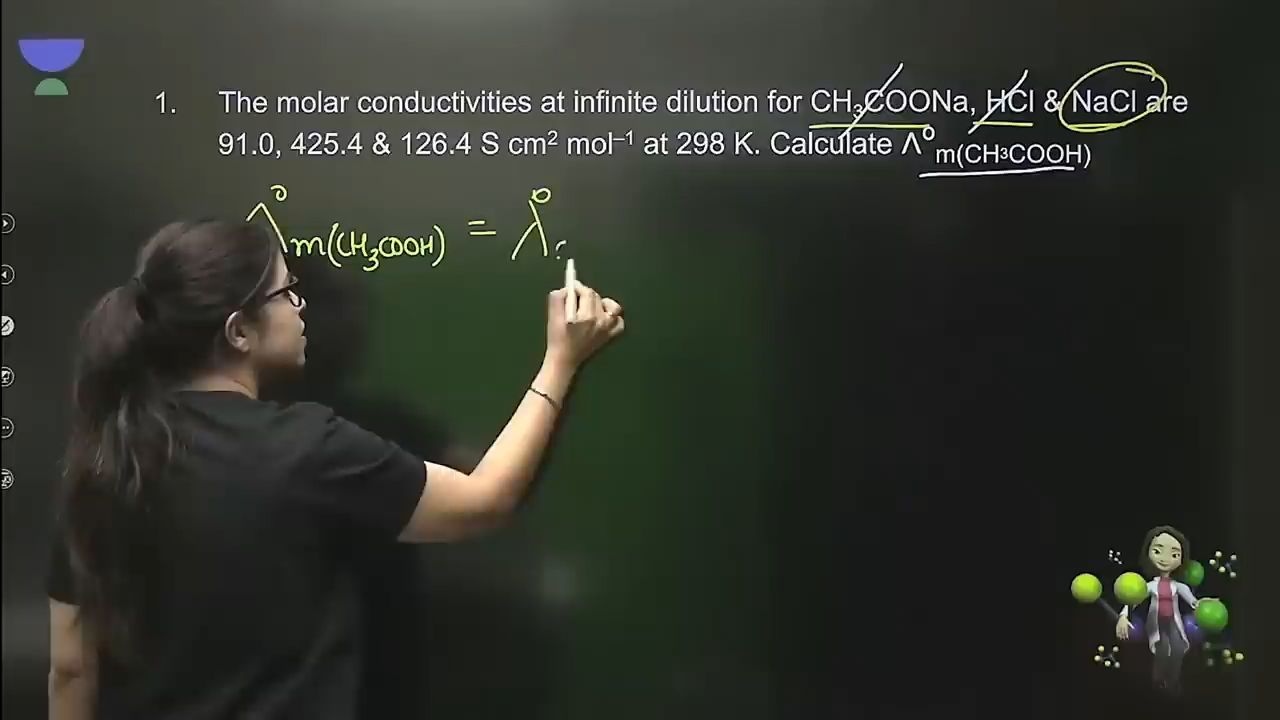 1. The molar conductivities at infinite dilution for CH₃COONa, HCl & NaCl are
91.0, 425.4 & 126.4 S cm² mol⁻¹ at 298 K. Calculate Λ°m(CH₃COOH)
Λ°m(CH₃COOH) = λ°